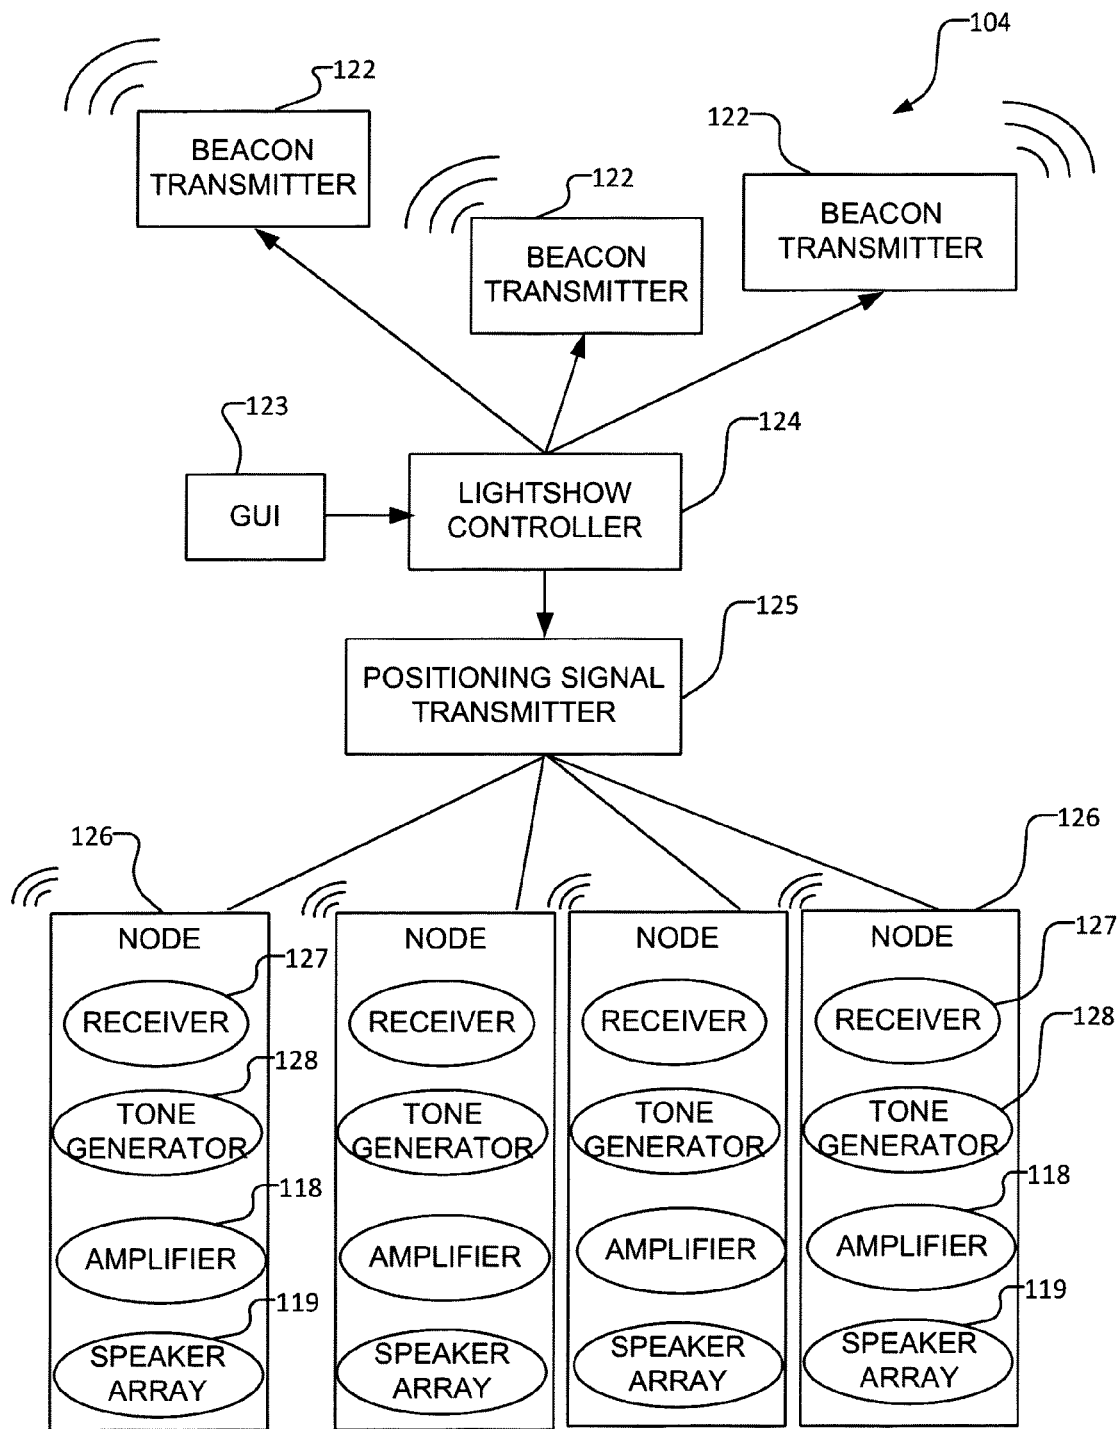 104
122
BEACON
TRANSMITTER
122
BEACON
TRANSMITTER
122
BEACON
TRANSMITTER
123
GUI
124
LIGHTSHOW
CONTROLLER
125
POSITIONING SIGNAL
TRANSMITTER
126
NODE
127
RECEIVER
128
TONE
GENERATOR
118
AMPLIFIER
119
SPEAKER
ARRAY
NODE
RECEIVER
TONE
GENERATOR
AMPLIFIER
SPEAKER
ARRAY
NODE
RECEIVER
TONE
GENERATOR
AMPLIFIER
SPEAKER
ARRAY
126
NODE
127
RECEIVER
128
TONE
GENERATOR
118
AMPLIFIER
119
SPEAKER
ARRAY